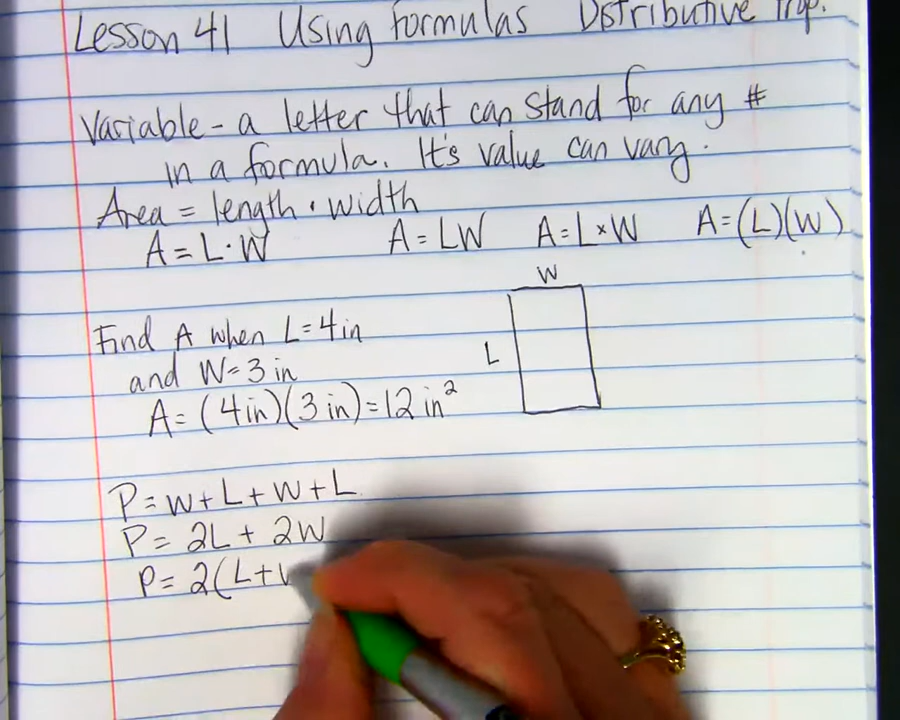 Lesson 41 Using formulas Distributive Prop.
Variable - a letter that can stand for any #
in a formula. It's value can vary.
Area = length · width
A = L · W A = LW A = L × W A = (L)(W)
W
Find A when L = 4 in
and W = 3 in
L
A = (4 in)(3 in) = 12 in²
P = W + L + W + L
P = 2L + 2W
P = 2(L +